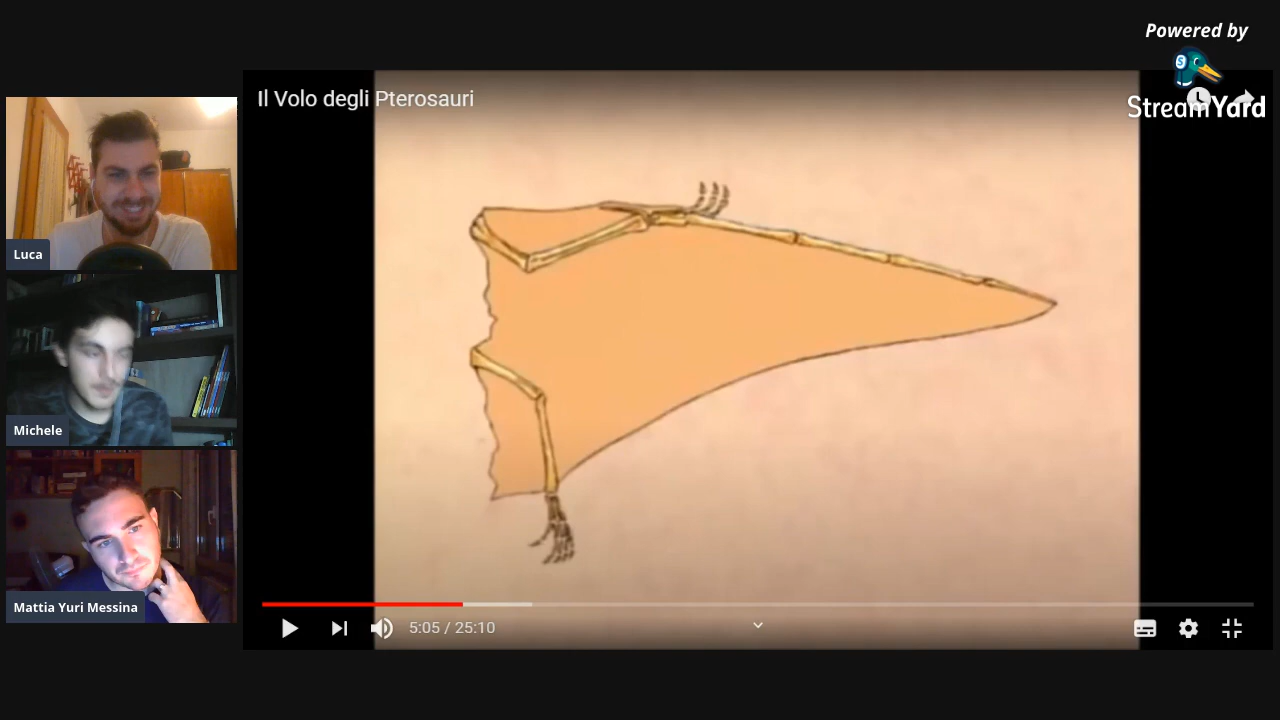 Powered by
StreamYard
Il Volo degli Pterosauri
Luca
Michele
Mattia Yuri Messina
5:05 / 25:10